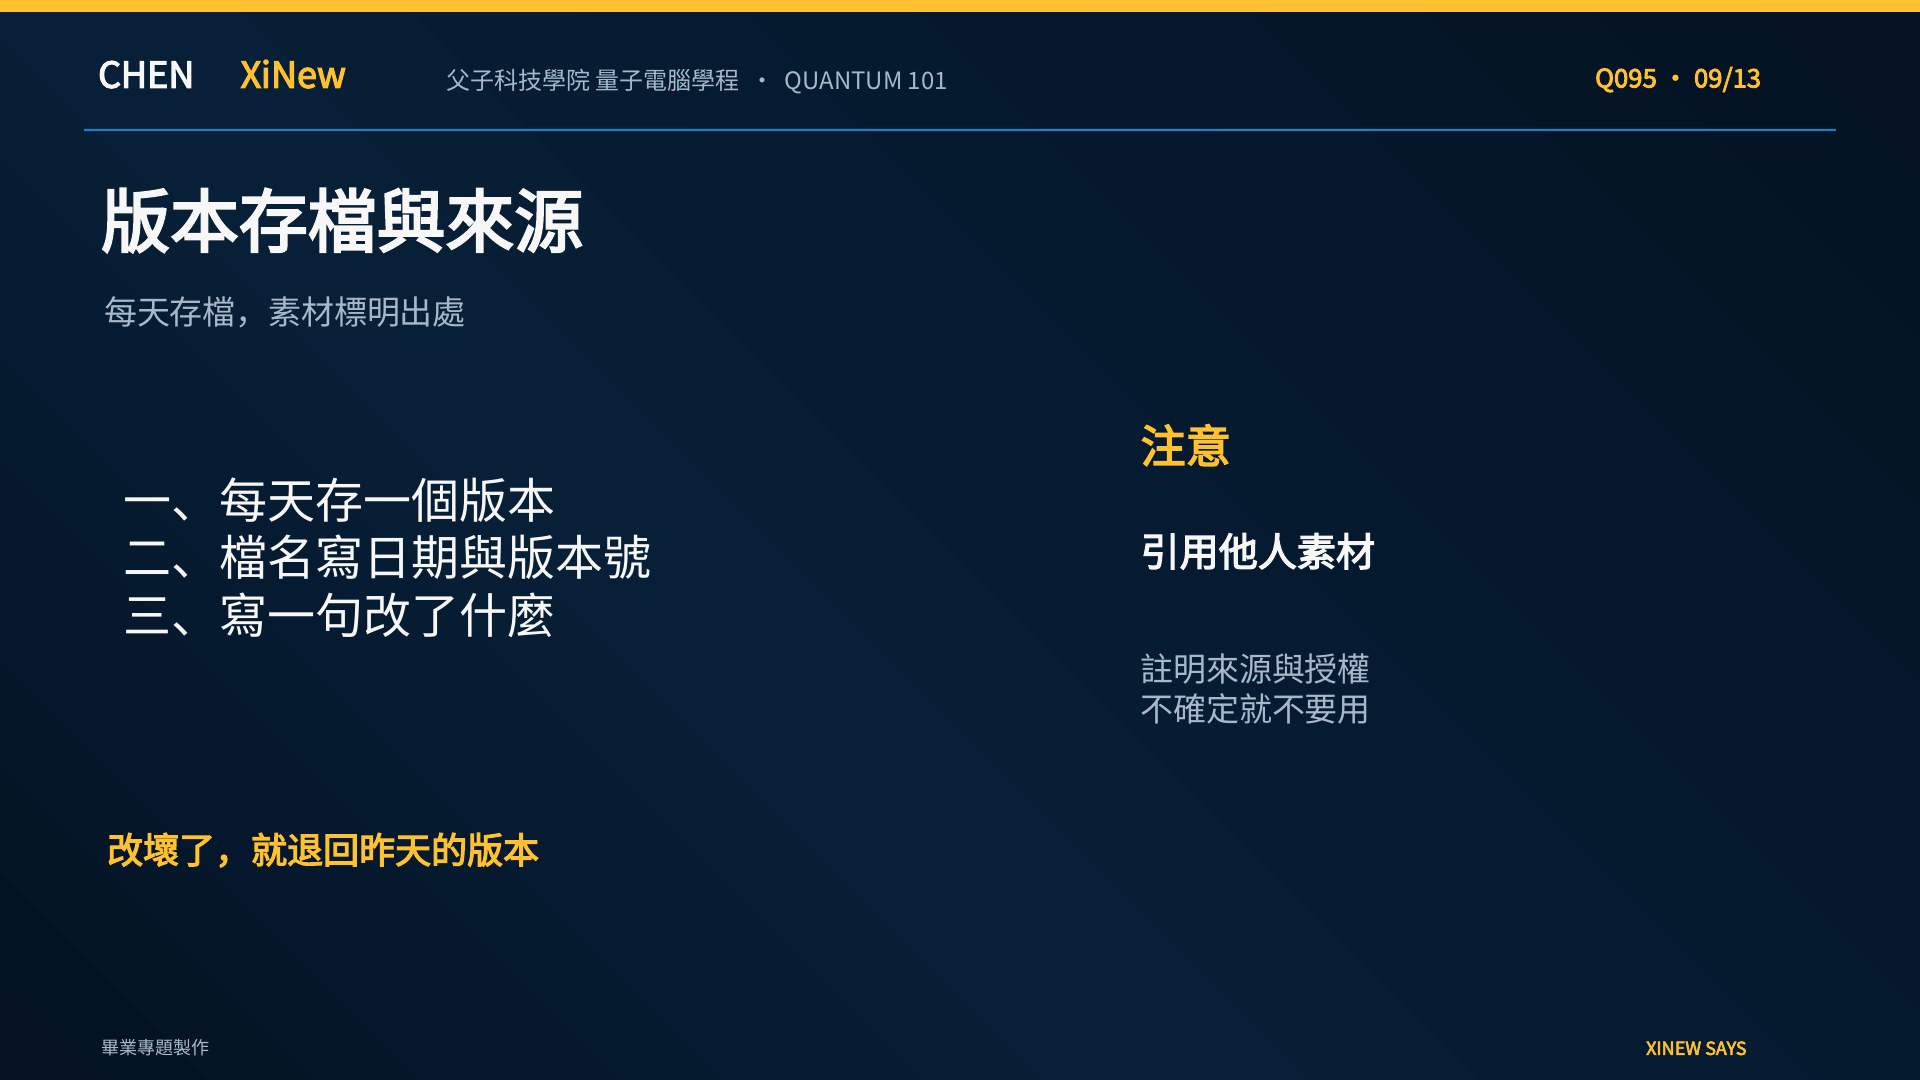 CHEN XiNew 父子科技學院 量子電腦學程 • QUANTUM 101 Q095 • 09/13
版本存檔與來源
每天存檔，素材標明出處
一、每天存一個版本
二、檔名寫日期與版本號
三、寫一句改了什麼
注意
引用他人素材
註明來源與授權
不確定就不要用
改壞了，就退回昨天的版本
畢業專題製作
XINEW SAYS